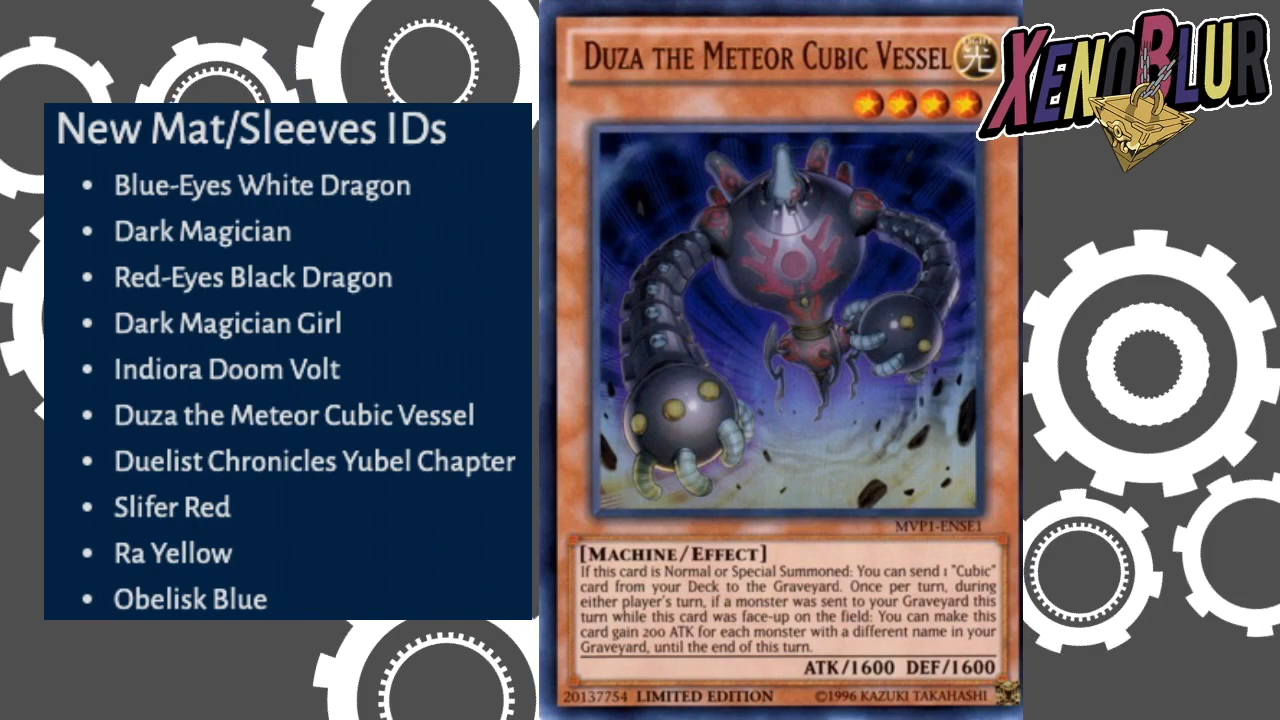 New Mat/Sleeves IDs
• Blue-Eyes White Dragon
• Dark Magician
• Red-Eyes Black Dragon
• Dark Magician Girl
• Indiora Doom Volt
• Duza the Meteor Cubic Vessel
• Duelist Chronicles Yubel Chapter
• Slifer Red
• Ra Yellow
• Obelisk Blue
DUZA THE METEOR CUBIC VESSEL
LIGHT
光
MVP1-ENSE1
[MACHINE/EFFECT]
If this card is Normal or Special Summoned: You can send 1 "Cubic"
card from your Deck to the Graveyard. Once per turn, during
either player's turn, if a monster was sent to your Graveyard this
turn while this card was face-up on the field: You can make this
card gain 200 ATK for each monster with a different name in your
Graveyard, until the end of this turn.
ATK/1600 DEF/1600
20137754 LIMITED EDITION ©1996 KAZUKI TAKAHASHI
XENOBLUR